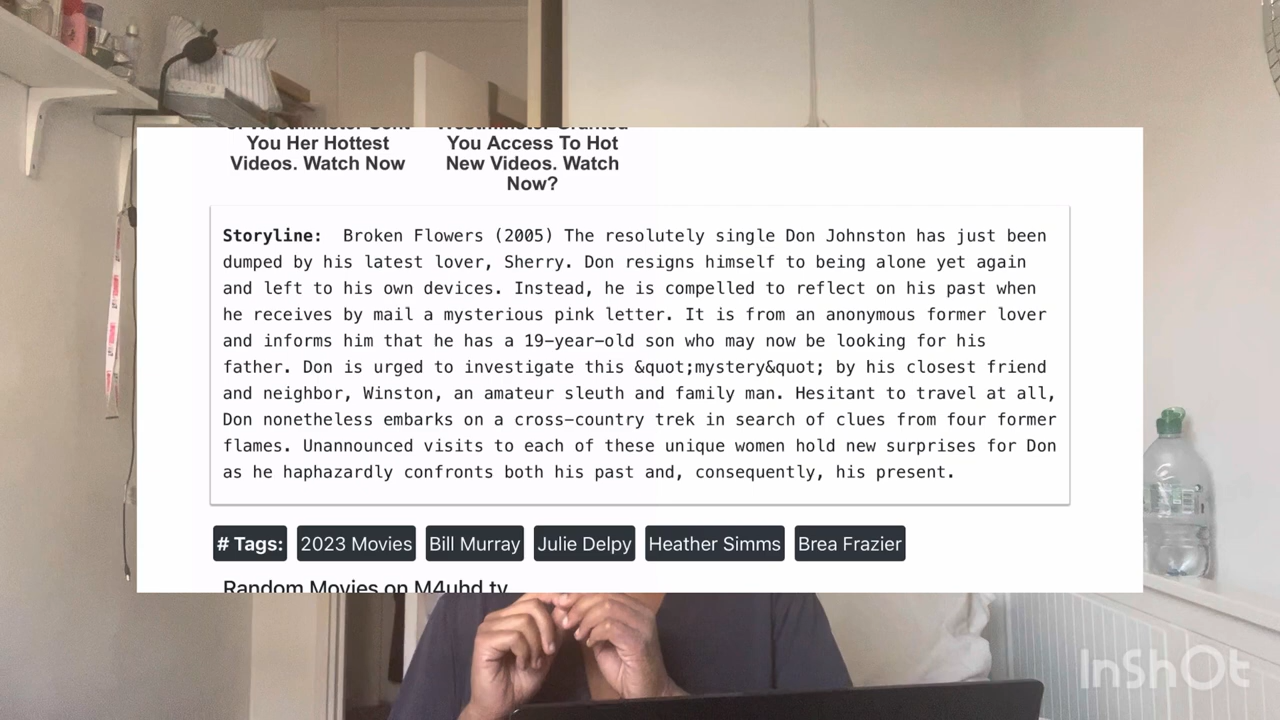 You Her Hottest
Videos. Watch Now
Westminster Granted
You Access To Hot
New Videos. Watch
Now?
Storyline:  Broken Flowers (2005) The resolutely single Don Johnston has just been
dumped by his latest lover, Sherry. Don resigns himself to being alone yet again
and left to his own devices. Instead, he is compelled to reflect on his past when
he receives by mail a mysterious pink letter. It is from an anonymous former lover
and informs him that he has a 19-year-old son who may now be looking for his
father. Don is urged to investigate this &quot;mystery&quot; by his closest friend
and neighbor, Winston, an amateur sleuth and family man. Hesitant to travel at all,
Don nonetheless embarks on a cross-country trek in search of clues from four former
flames. Unannounced visits to each of these unique women hold new surprises for Don
as he haphazardly confronts both his past and, consequently, his present.
# Tags: 2023 Movies Bill Murray Julie Delpy Heather Simms Brea Frazier
Random Movies on M4uhd.tv
InShOt